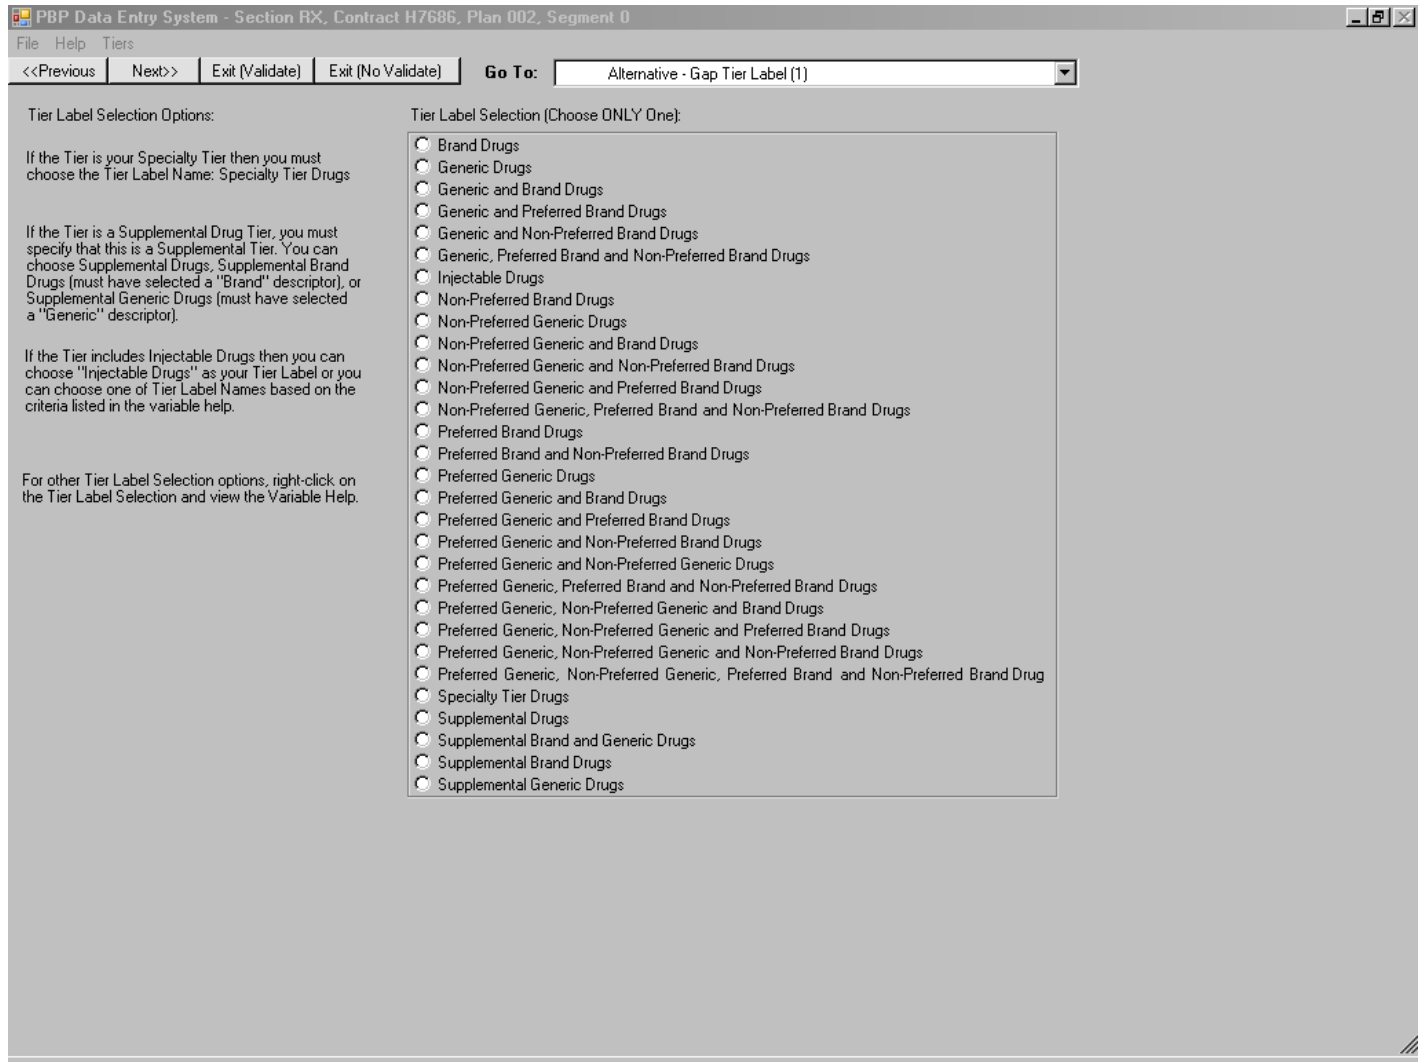 PBP Data Entry System - Section RX, Contract H7686, Plan 002, Segment 0
File Help Tiers
<<Previous Next>> Exit (Validate) Exit (No Validate) Go To: Alternative - Gap Tier Label (1)
Tier Label Selection Options:
If the Tier is your Specialty Tier then you must
choose the Tier Label Name: Specialty Tier Drugs
If the Tier is a Supplemental Drug Tier, you must
specify that this is a Supplemental Tier. You can
choose Supplemental Drugs, Supplemental Brand
Drugs (must have selected a "Brand" descriptor), or
Supplemental Generic Drugs (must have selected
a "Generic" descriptor).
If the Tier includes Injectable Drugs then you can
choose "Injectable Drugs" as your Tier Label or you
can choose one of Tier Label Names based on the
criteria listed in the variable help.
For other Tier Label Selection options, right-click on
the Tier Label Selection and view the Variable Help.
Tier Label Selection (Choose ONLY One):
Brand Drugs
Generic Drugs
Generic and Brand Drugs
Generic and Preferred Brand Drugs
Generic and Non-Preferred Brand Drugs
Generic, Preferred Brand and Non-Preferred Brand Drugs
Injectable Drugs
Non-Preferred Brand Drugs
Non-Preferred Generic Drugs
Non-Preferred Generic and Brand Drugs
Non-Preferred Generic and Non-Preferred Brand Drugs
Non-Preferred Generic and Preferred Brand Drugs
Non-Preferred Generic, Preferred Brand and Non-Preferred Brand Drugs
Preferred Brand Drugs
Preferred Brand and Non-Preferred Brand Drugs
Preferred Generic Drugs
Preferred Generic and Brand Drugs
Preferred Generic and Preferred Brand Drugs
Preferred Generic and Non-Preferred Brand Drugs
Preferred Generic and Non-Preferred Generic Drugs
Preferred Generic, Preferred Brand and Non-Preferred Brand Drugs
Preferred Generic, Non-Preferred Generic and Brand Drugs
Preferred Generic, Non-Preferred Generic and Preferred Brand Drugs
Preferred Generic, Non-Preferred Generic and Non-Preferred Brand Drugs
Preferred Generic, Non-Preferred Generic, Preferred Brand and Non-Preferred Brand Drug
Specialty Tier Drugs
Supplemental Drugs
Supplemental Brand and Generic Drugs
Supplemental Brand Drugs
Supplemental Generic Drugs